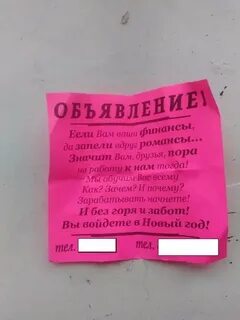 ОБЪЯВЛЕНИЕ!
Если Вам ваши финансы,
да запели вдруг романсы...
Значит Вам, друзья, пора
на работу к нам тогда!
Мы обучим Вас всему
Как? Зачем? И почему?
Зарабатывать начнете!
И без горя и забот!
Вы войдете в Новый год!
тел. тел.